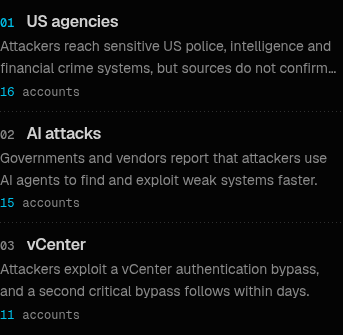 01 US agencies
Attackers reach sensitive US police, intelligence and
financial crime systems, but sources do not confirm...
16 accounts
02 AI attacks
Governments and vendors report that attackers use
AI agents to find and exploit weak systems faster.
15 accounts
03 vCenter
Attackers exploit a vCenter authentication bypass,
and a second critical bypass follows within days.
11 accounts